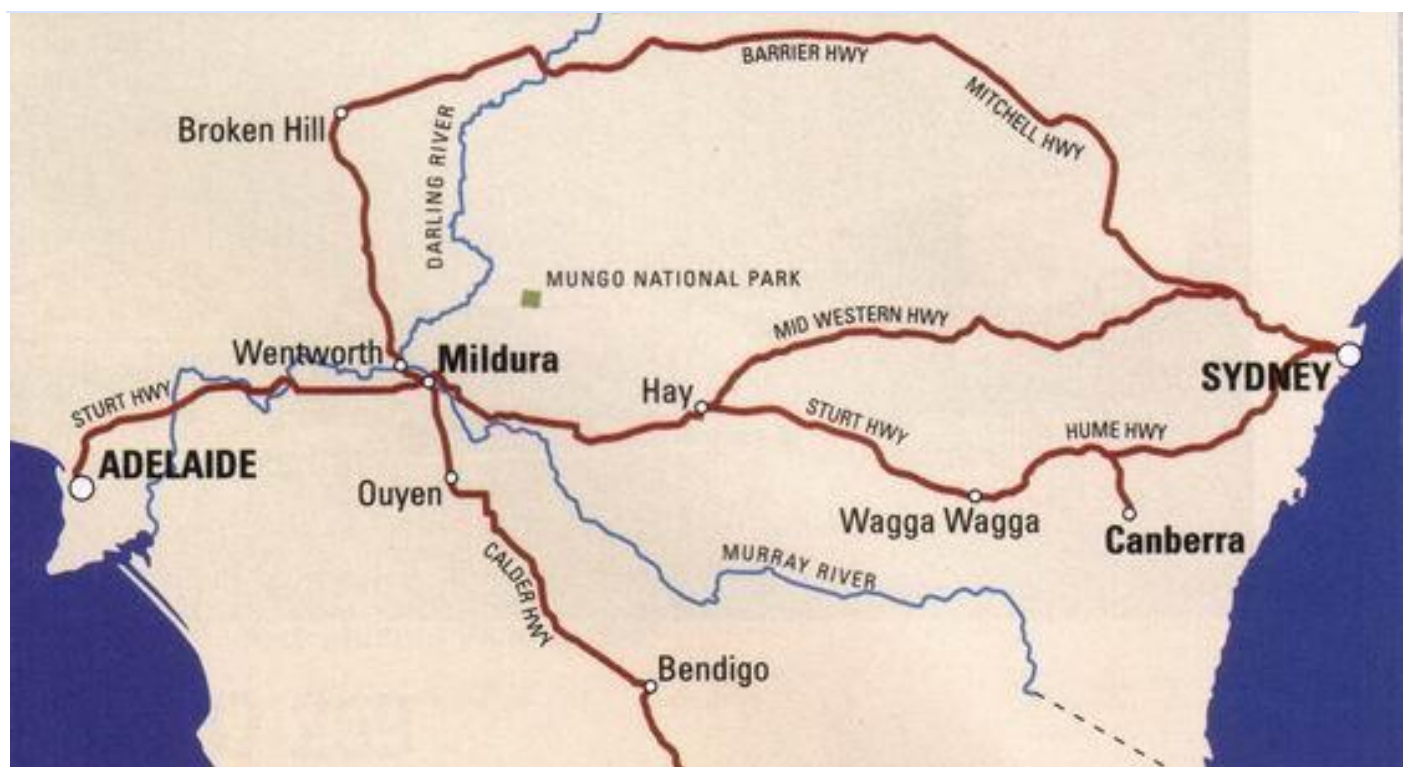 BARRIER HWY
MITCHELL HWY
Broken Hill
DARLING RIVER
MUNGO NATIONAL PARK
MID WESTERN HWY
Wentworth
Mildura
SYDNEY
Hay
STURT HWY
STURT HWY
HUME HWY
ADELAIDE
Ouyen
Wagga Wagga
Canberra
CALDER HWY
MURRAY RIVER
Bendigo